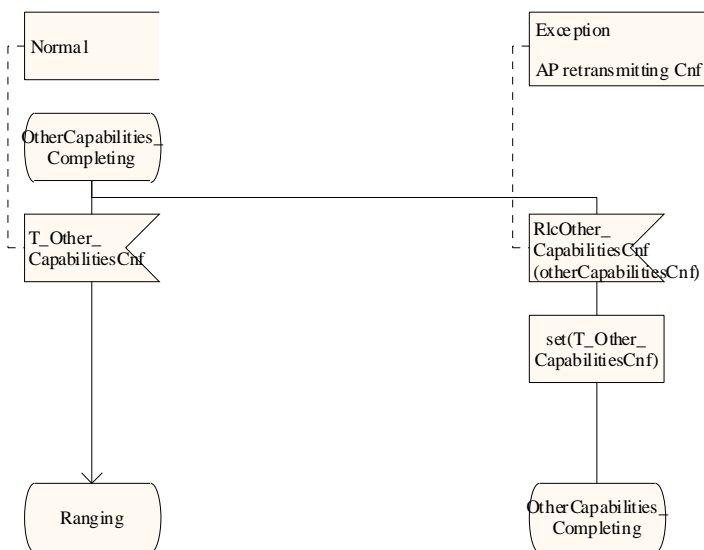 Normal
Exception
AP retransmitting Cnf
OtherCapabilities_
Completing
T_Other_
CapabilitiesCnf
RlcOther_
CapabilitiesCnf
(otherCapabilitiesCnf)
set(T_Other_
CapabilitiesCnf)
Ranging
OtherCapabilities_
Completing